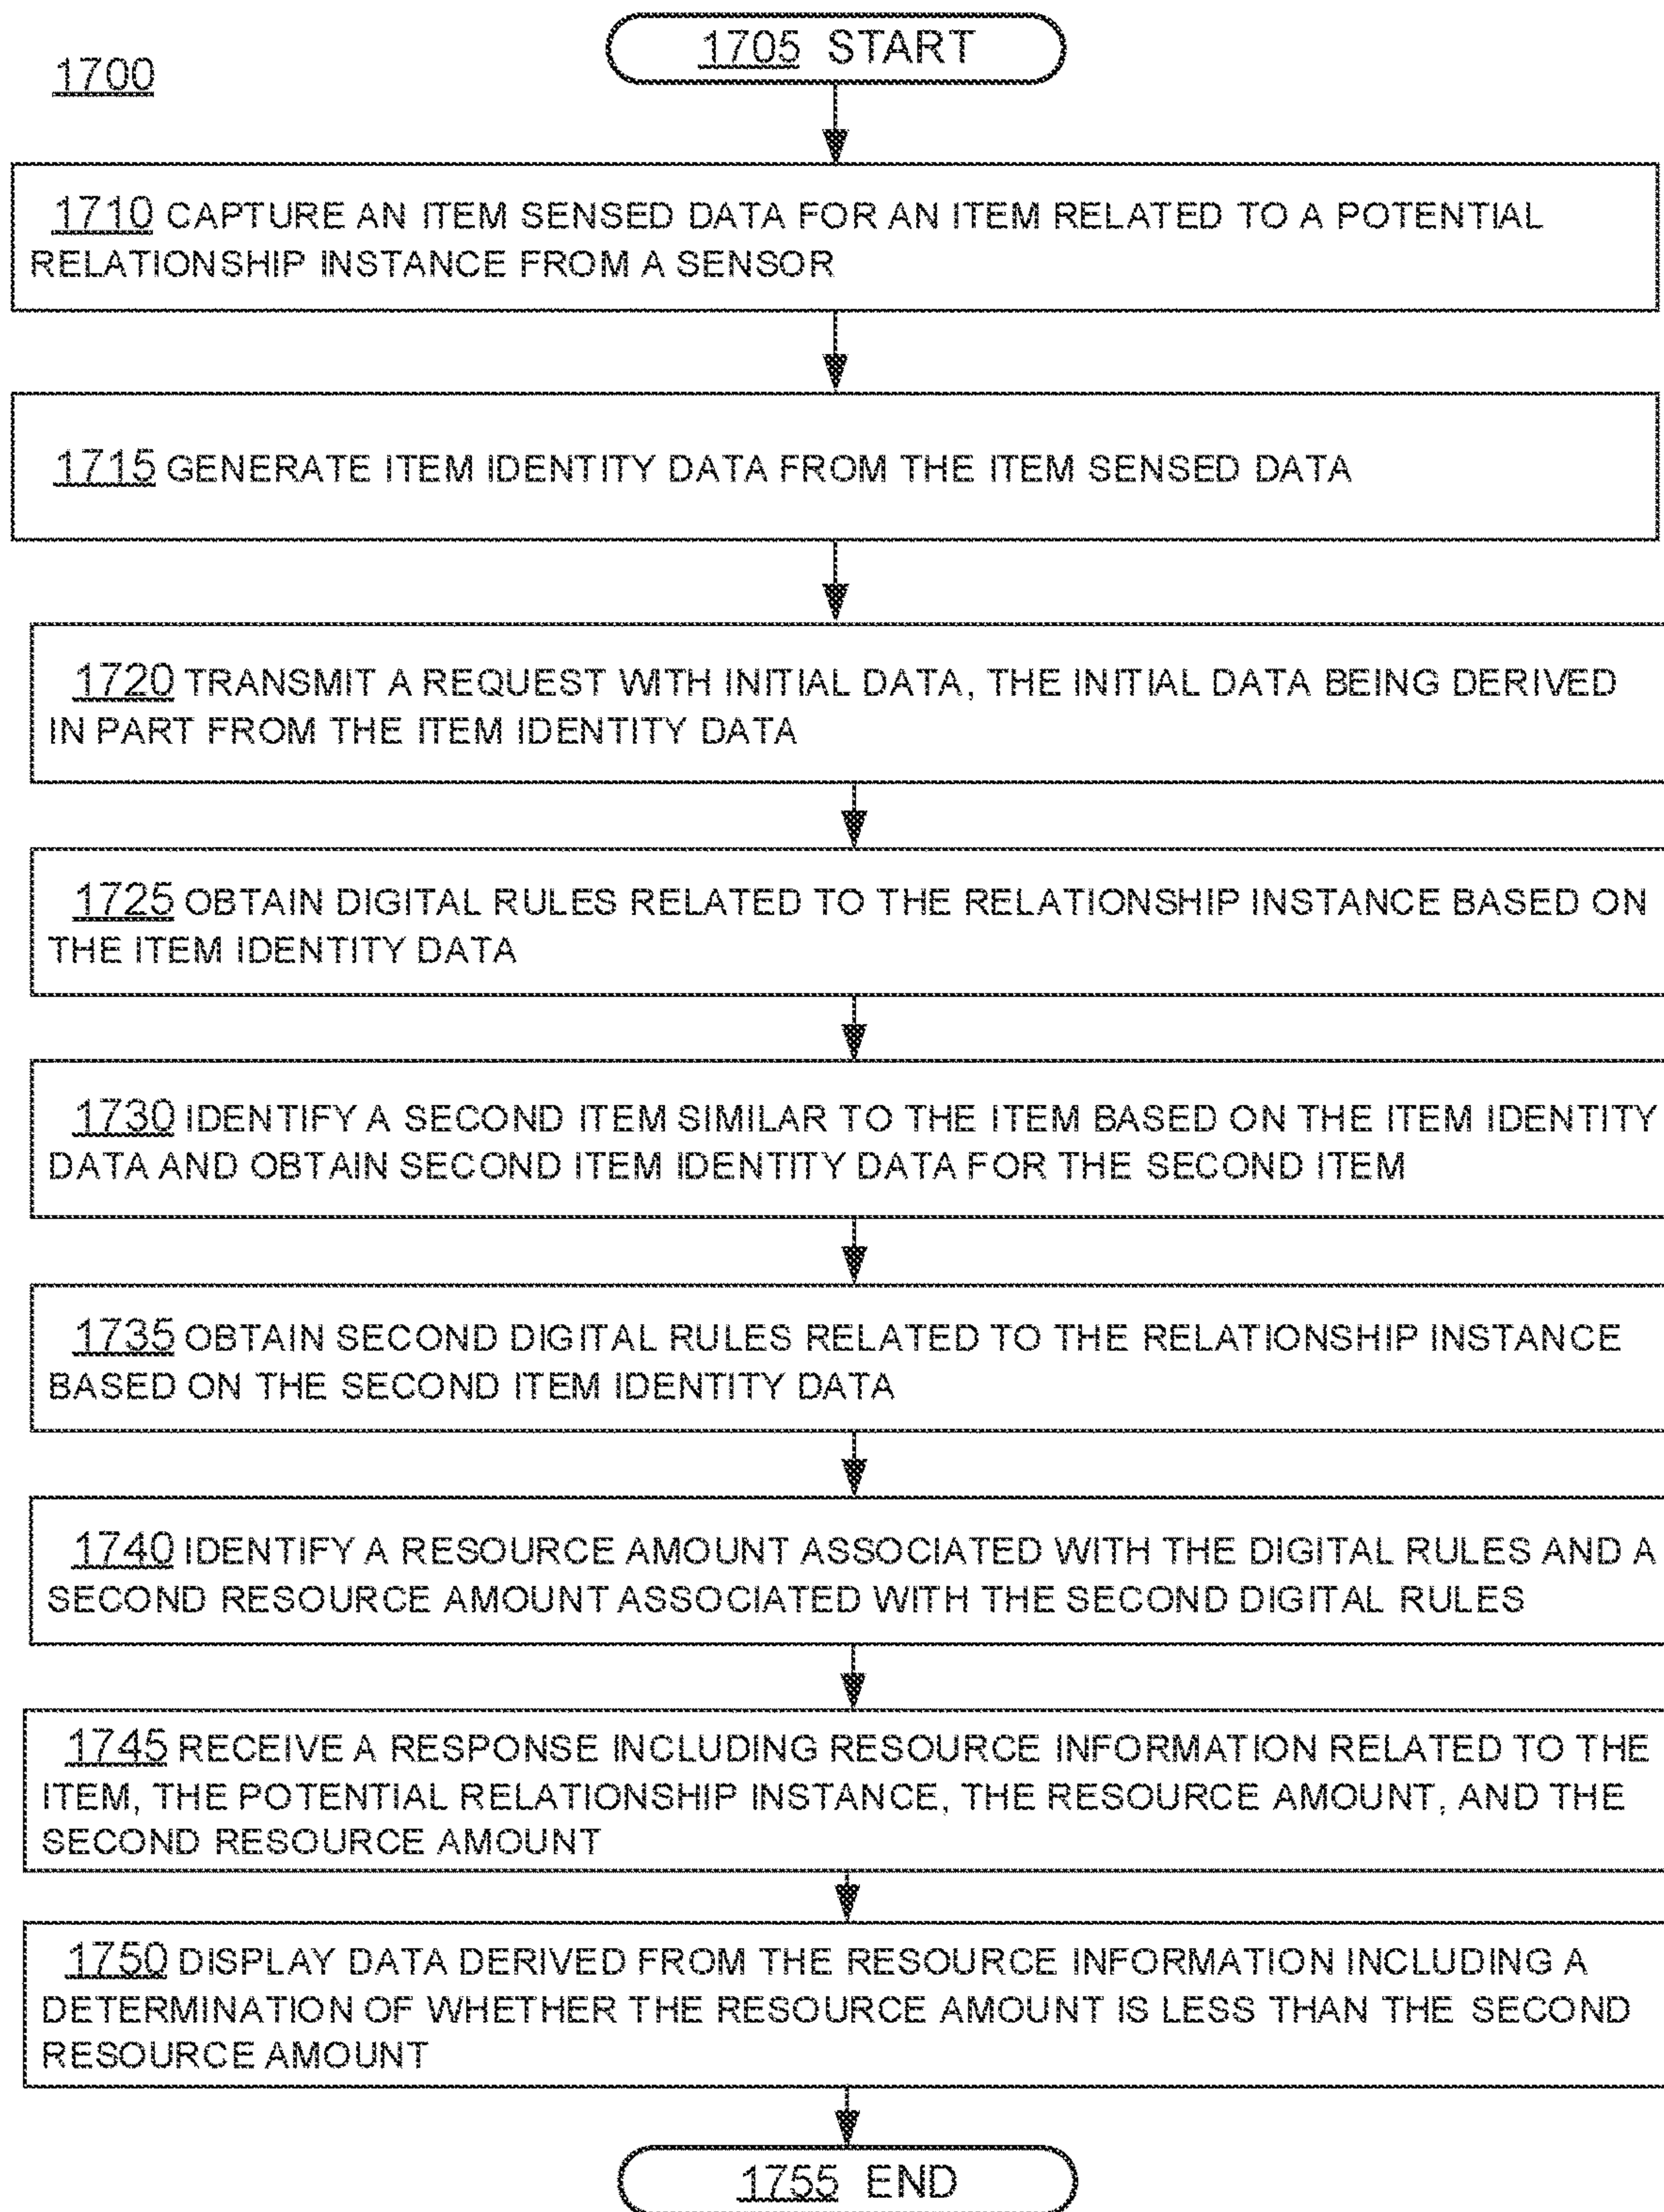 1705 START
1700
1710 CAPTURE AN ITEM SENSED DATA FOR AN ITEM RELATED TO A POTENTIAL
RELATIONSHIP INSTANCE FROM A SENSOR
1715 GENERATE ITEM IDENTITY DATA FROM THE ITEM SENSED DATA
1720 TRANSMIT A REQUEST WITH INITIAL DATA, THE INITIAL DATA BEING DERIVED
IN PART FROM THE ITEM IDENTITY DATA
1725 OBTAIN DIGITAL RULES RELATED TO THE RELATIONSHIP INSTANCE BASED ON
THE ITEM IDENTITY DATA
1730 IDENTIFY A SECOND ITEM SIMILAR TO THE ITEM BASED ON THE ITEM IDENTITY
DATA AND OBTAIN SECOND ITEM IDENTITY DATA FOR THE SECOND ITEM
1735 OBTAIN SECOND DIGITAL RULES RELATED TO THE RELATIONSHIP INSTANCE
BASED ON THE SECOND ITEM IDENTITY DATA
1740 IDENTIFY A RESOURCE AMOUNT ASSOCIATED WITH THE DIGITAL RULES AND A
SECOND RESOURCE AMOUNT ASSOCIATED WITH THE SECOND DIGITAL RULES
1745 RECEIVE A RESPONSE INCLUDING RESOURCE INFORMATION RELATED TO THE
ITEM, THE POTENTIAL RELATIONSHIP INSTANCE, THE RESOURCE AMOUNT, AND THE
SECOND RESOURCE AMOUNT
1750 DISPLAY DATA DERIVED FROM THE RESOURCE INFORMATION INCLUDING A
DETERMINATION OF WHETHER THE RESOURCE AMOUNT IS LESS THAN THE SECOND
RESOURCE AMOUNT
1755 END